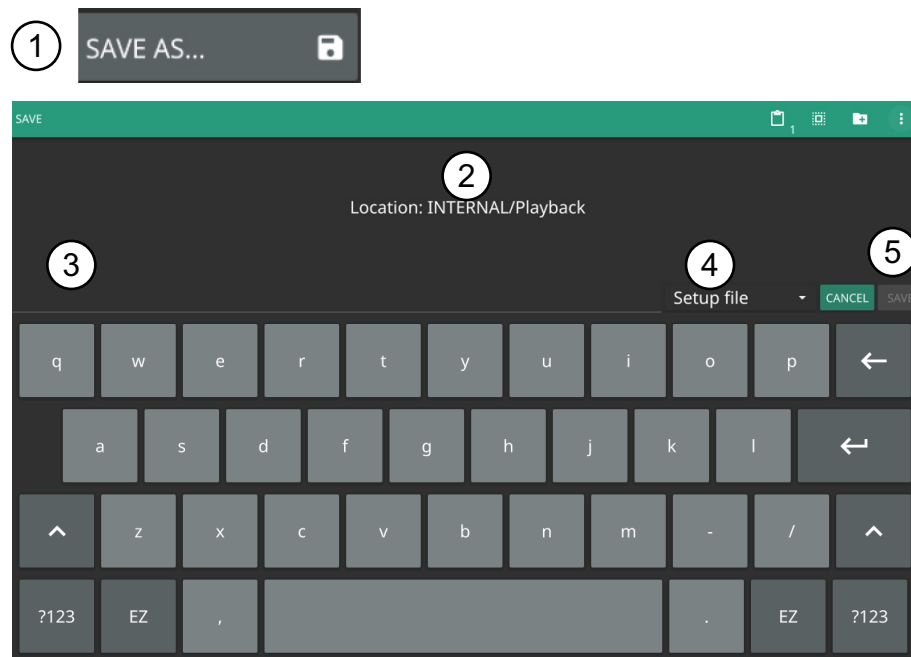 1 SAVE AS...
SAVE 1
2
Location: INTERNAL/Playback
3 4 5
Setup file CANCEL SAVE
q w e r t y u i o p
a s d f g h j k l
z x c v b n m - /
?123 EZ , . EZ ?123